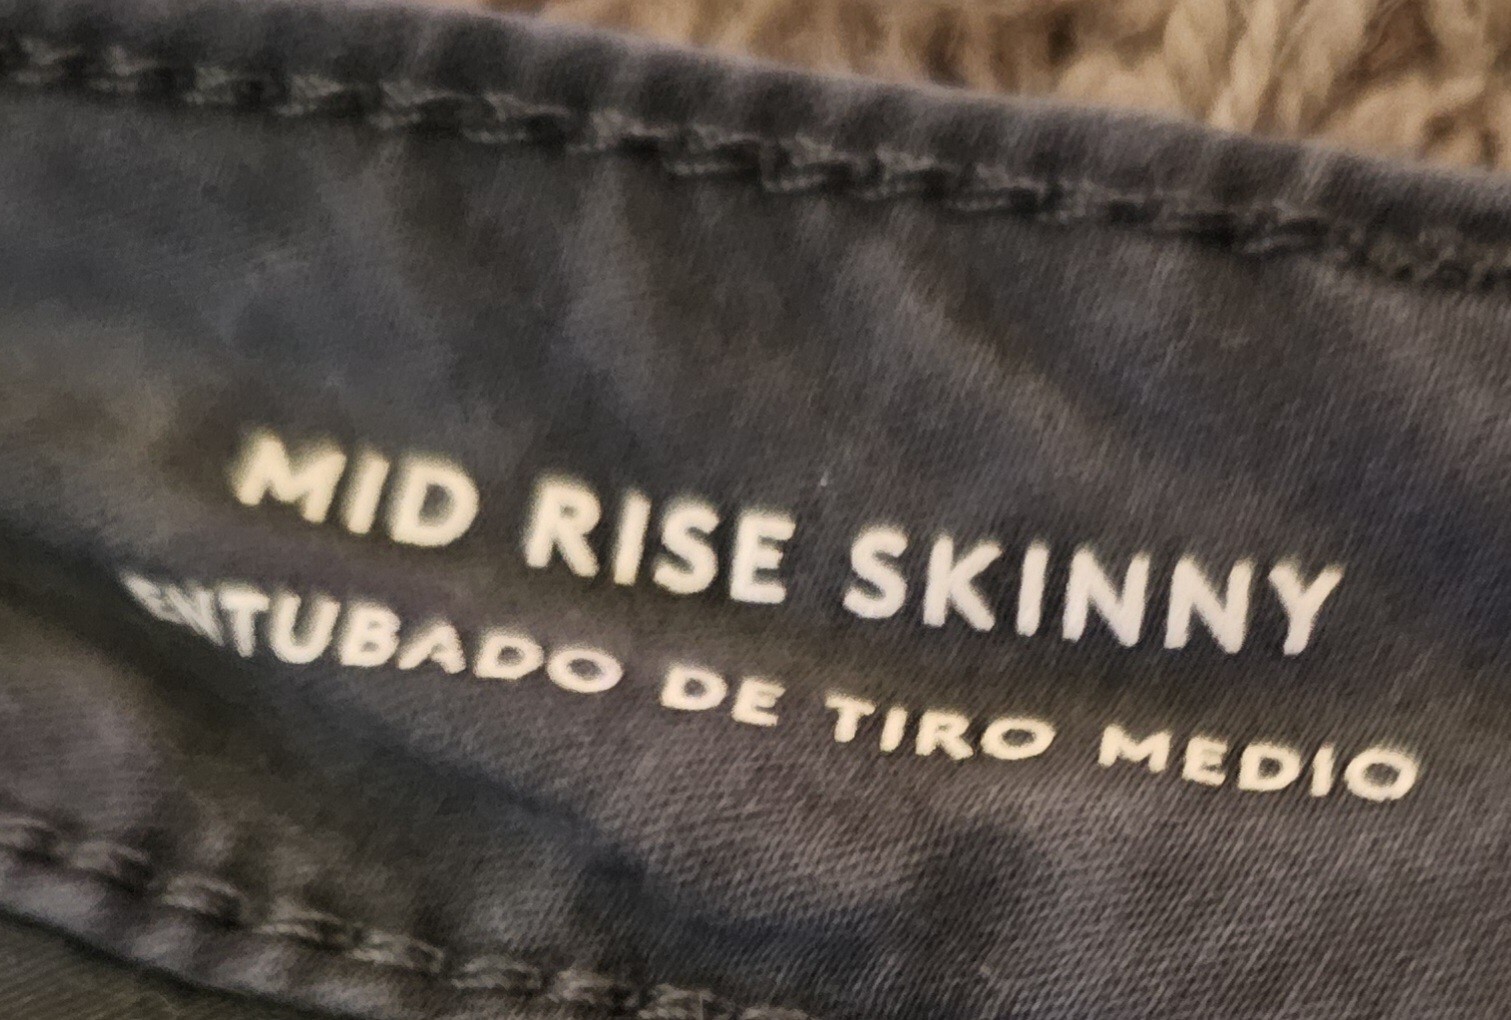 MID RISE SKINNY
ENTUBADO DE TIRO MEDIO